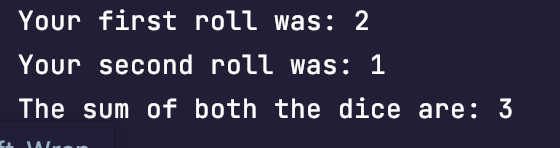 Your first roll was: 2
Your second roll was: 1
The sum of both the dice are: 3